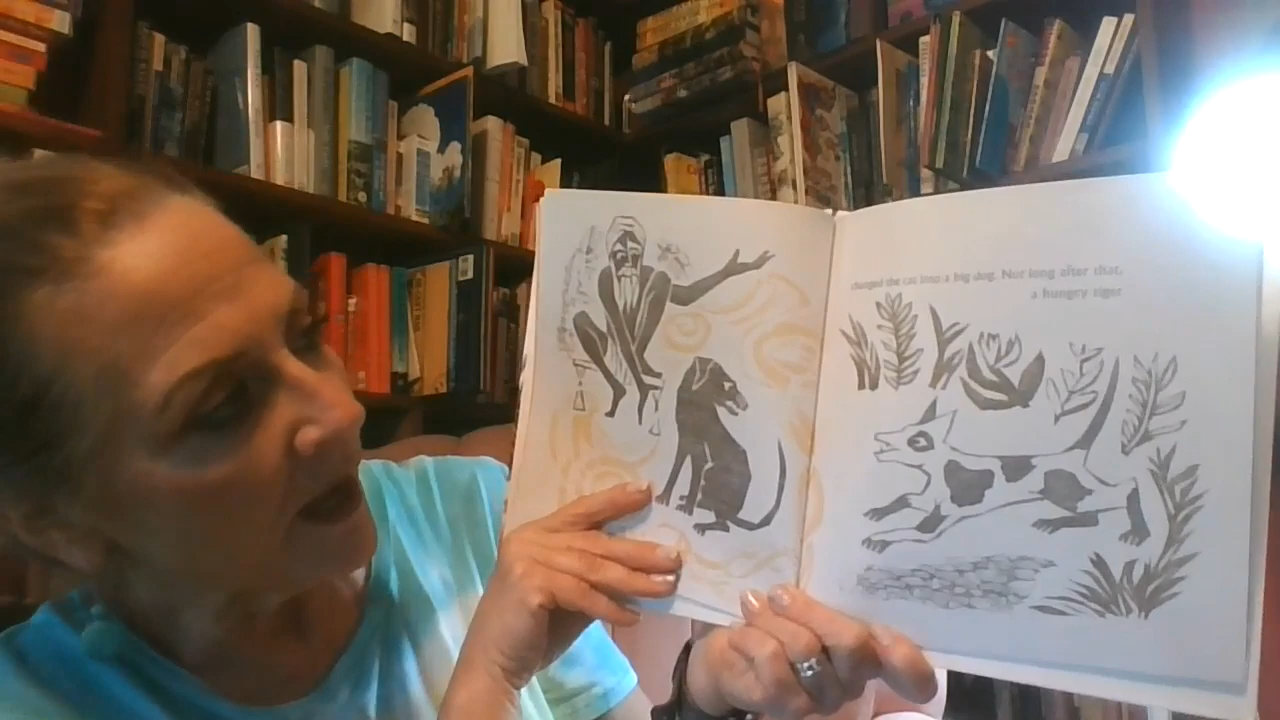 changed the cat into a big dog. Not long after that,
a hungry tiger